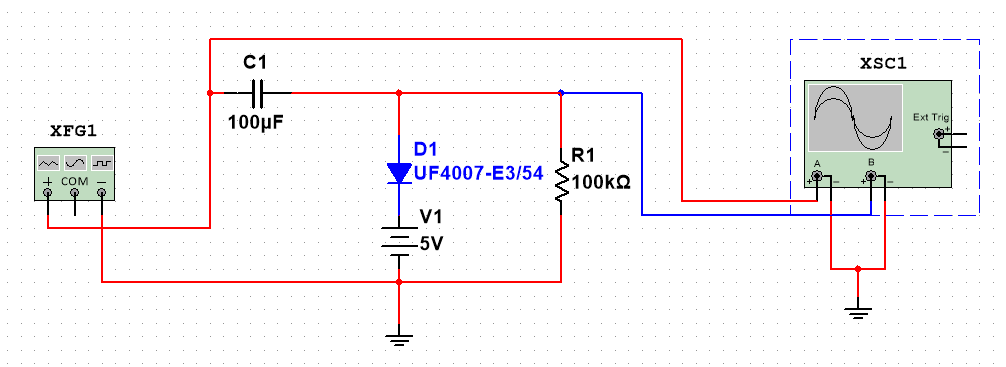 XSC1
C1
100µF
Ext Trig
+
−
XFG1
D1
UF4007-E3/54
R1
100kΩ
A
B
+
−
+
−
+
COM
−
V1
5V